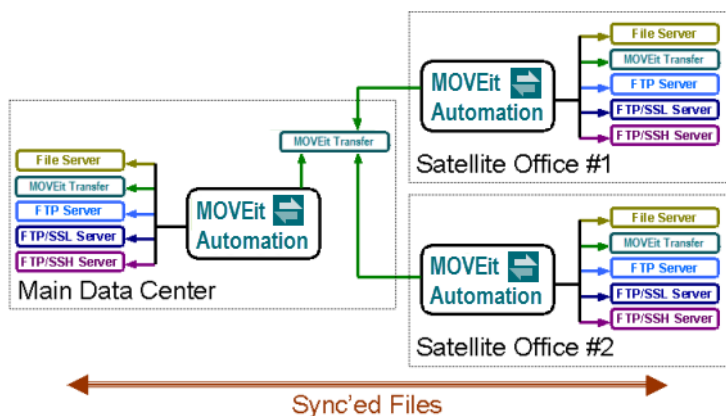 File Server
MOVEit Transfer
FTP Server
FTP/SSL Server
FTP/SSH Server
MOVEit
Automation
MOVEit Transfer
Main Data Center
MOVEit
Automation
File Server
MOVEit Transfer
FTP Server
FTP/SSL Server
FTP/SSH Server
Satellite Office #1
MOVEit
Automation
File Server
MOVEit Transfer
FTP Server
FTP/SSL Server
FTP/SSH Server
Satellite Office #2
Sync'ed Files